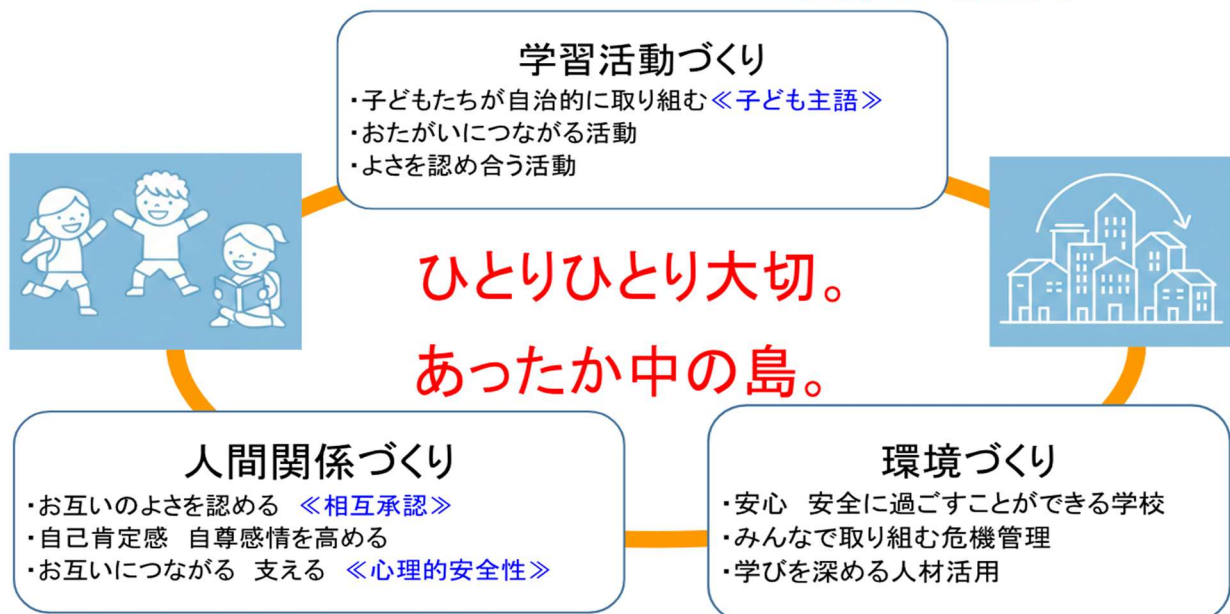 学習活動づくり
・子どもたちが自治的に取り組む≪子ども主語≫
・おたがいにつながる活動
・よさを認め合う活動
ひとりひとり大切。
あったか中の島。
人間関係づくり
・お互いのよさを認める　≪相互承認≫
・自己肯定感　自尊感情を高める
・お互いにつながる　支える　≪心理的安全性≫
環境づくり
・安心　安全に過ごすことができる学校
・みんなで取り組む危機管理
・学びを深める人材活用